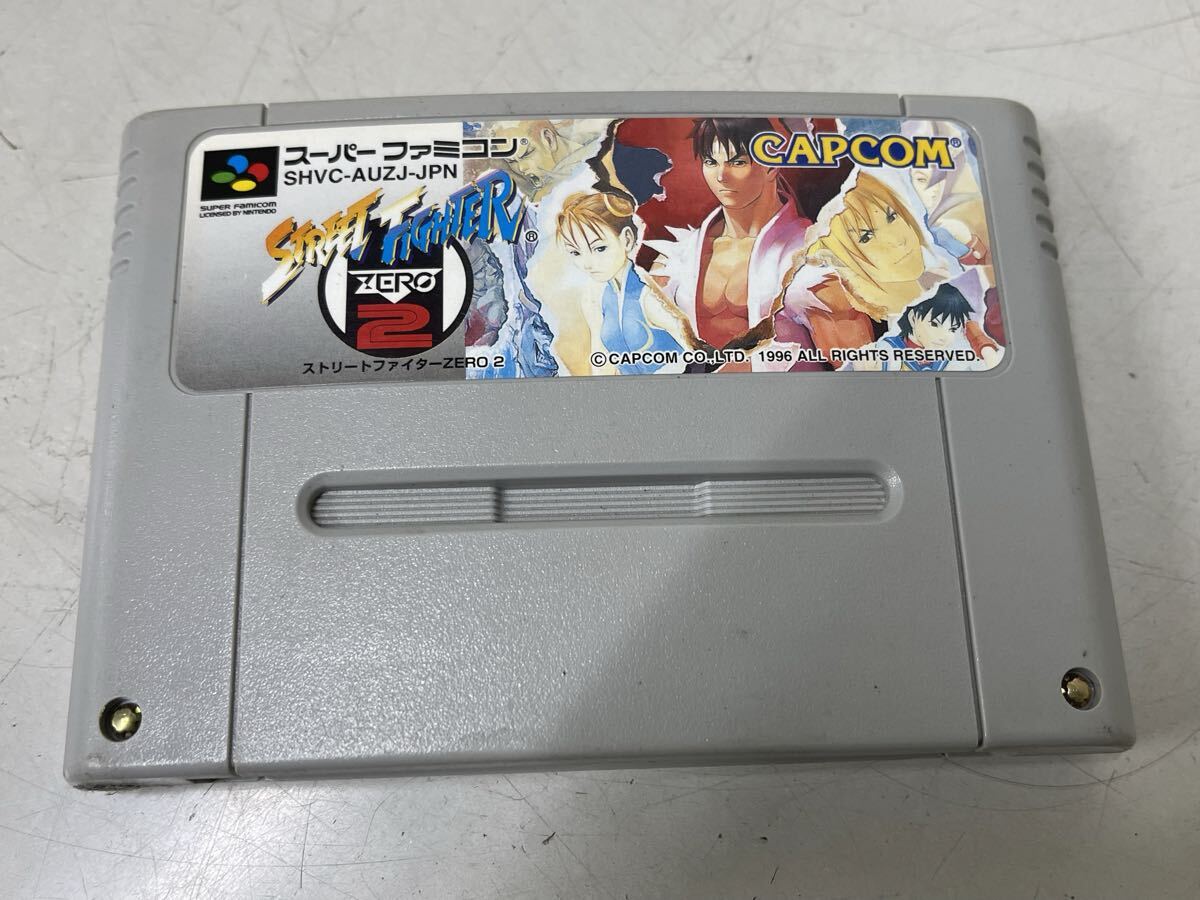 スーパーファミコン®
SHVC-AUZJ-JPN
SUPER FAMICOM
LICENSED BY NINTENDO
STREET FIGHTER®
ZERO
2
ストリートファイターZERO 2
CAPCOM®
©CAPCOM CO.,LTD. 1996 ALL RIGHTS RESERVED.